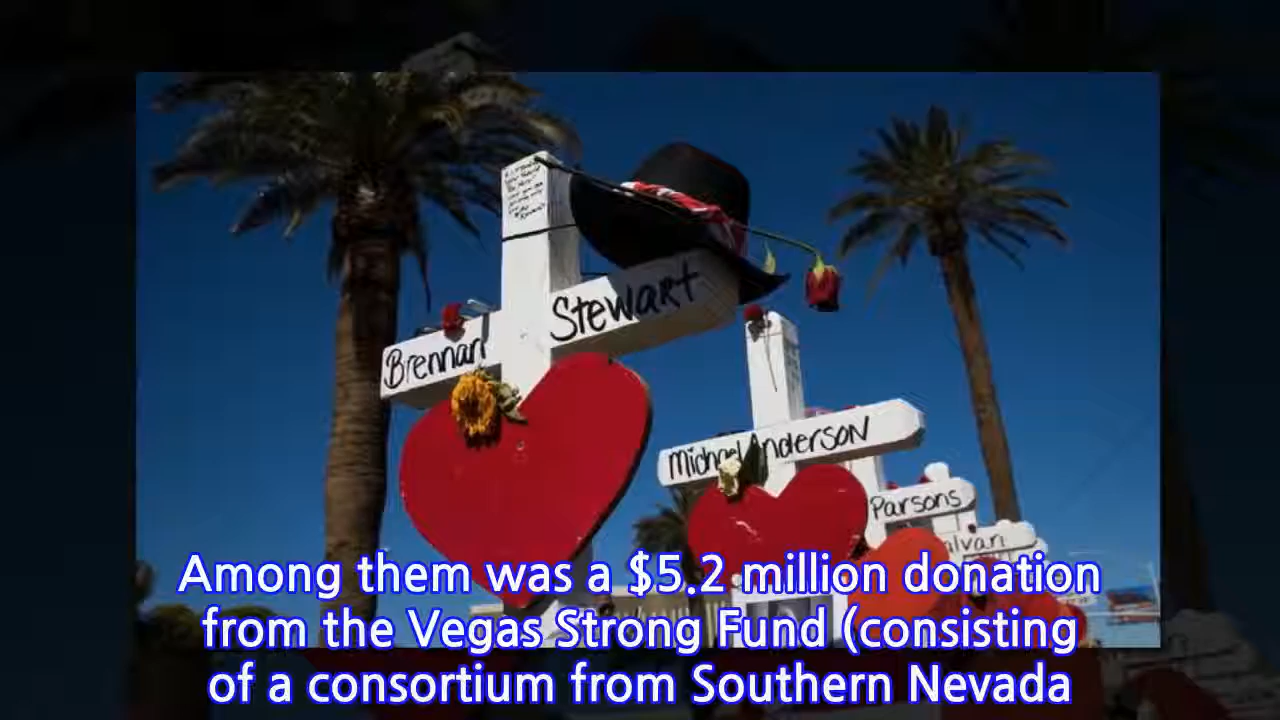 Brennan Stewart
Michael Anderson
Parsons
alvan
Among them was a $5.2 million donation
from the Vegas Strong Fund (consisting
of a consortium from Southern Nevada